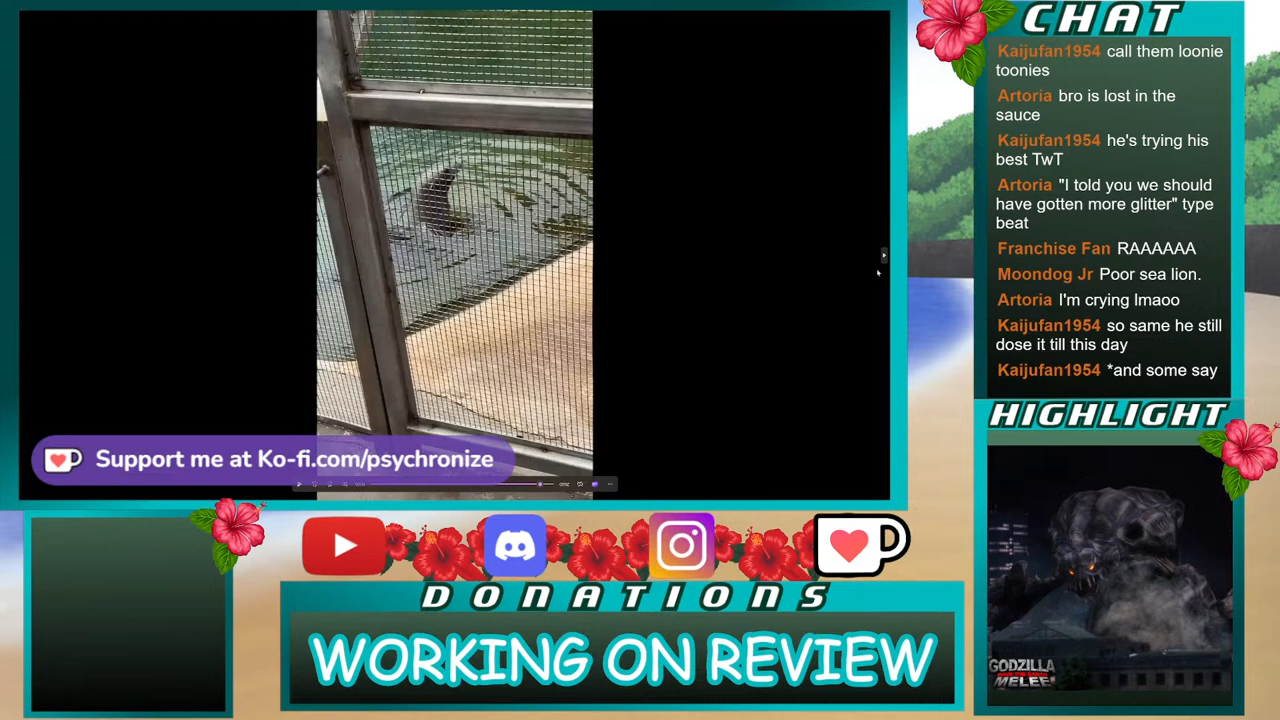 CHAT
Kaijufan1954 call them loonie
toonies
Artoria bro is lost in the
sauce
Kaijufan1954 he's trying his
best TwT
Artoria "I told you we should
have gotten more glitter" type
beat
Franchise Fan RAAAAAA
Moondog Jr Poor sea lion.
Artoria I'm crying lmaoo
Kaijufan1954 so same he still
dose it till this day
Kaijufan1954 *and some say
Support me at Ko-fi.com/psychronize
HIGHLIGHT
GODZILLA
MELEE
DONATIONS
WORKING ON REVIEW